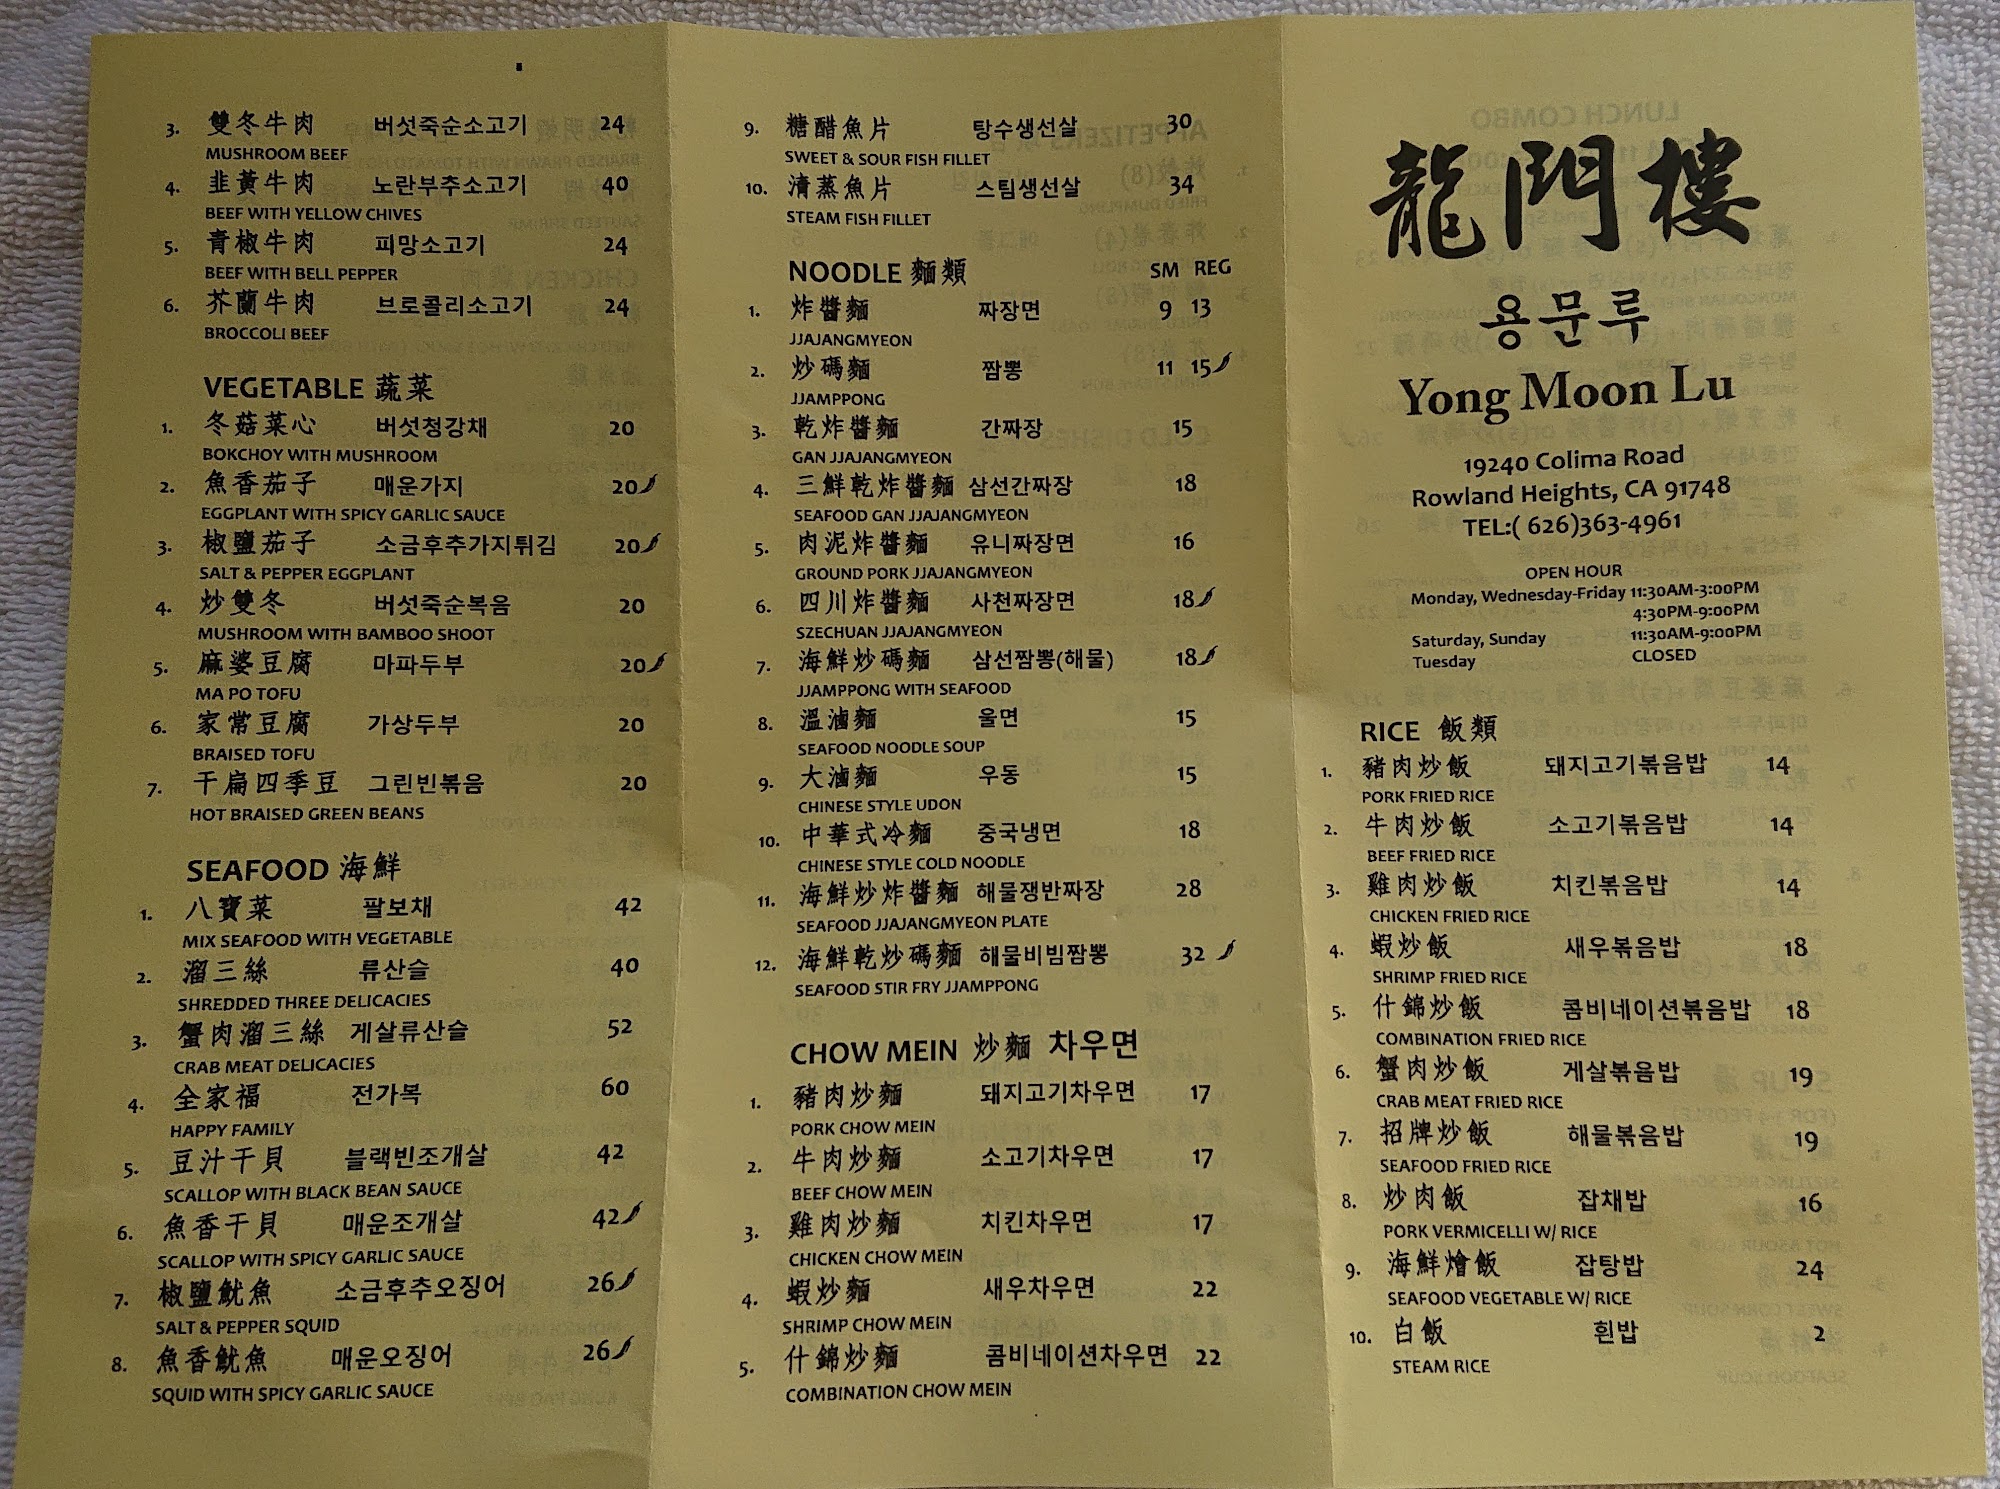 3. 雙冬牛肉 버섯죽순소고기 24
MUSHROOM BEEF
4. 韭黃牛肉 노란부추소고기 40
BEEF WITH YELLOW CHIVES
5. 青椒牛肉 피망소고기 24
BEEF WITH BELL PEPPER
6. 芥蘭牛肉 브로콜리소고기 24
BROCCOLI BEEF
VEGETABLE 蔬菜
1. 冬菇菜心 버섯청강채 20
BOKCHOY WITH MUSHROOM
2. 魚香茄子 매운가지 20
EGGPLANT WITH SPICY GARLIC SAUCE
3. 椒鹽茄子 소금후추가지튀김 20
SALT & PEPPER EGGPLANT
4. 炒雙冬 버섯죽순볶음 20
MUSHROOM WITH BAMBOO SHOOT
5. 麻婆豆腐 마파두부 20
MA PO TOFU
6. 家常豆腐 가상두부 20
BRAISED TOFU
7. 干扁四季豆 그린빈볶음 20
HOT BRAISED GREEN BEANS
SEAFOOD 海鮮
1. 八寶菜 팔보채 42
MIX SEAFOOD WITH VEGETABLE
2. 溜三絲 류산슬 40
SHREDDED THREE DELICACIES
3. 蟹肉溜三絲 게살류산슬 52
CRAB MEAT DELICACIES
4. 全家福 전가복 60
HAPPY FAMILY
5. 豆汁干貝 블랙빈조개살 42
SCALLOP WITH BLACK BEAN SAUCE
6. 魚香干貝 매운조개살 42
SCALLOP WITH SPICY GARLIC SAUCE
7. 椒鹽魷魚 소금후추오징어 26
SALT & PEPPER SQUID
8. 魚香魷魚 매운오징어 26
SQUID WITH SPICY GARLIC SAUCE
9. 糖醋魚片 탕수생선살 30
SWEET & SOUR FISH FILLET
10. 清蒸魚片 스팀생선살 34
STEAM FISH FILLET
NOODLE 麵類 SM REG
1. 炸醬麵 짜장면 9 13
JJAJANGMYEON
2. 炒碼麵 짬뽕 11 15
JJAMPPONG
3. 乾炸醬麵 간짜장 15
GAN JJAJANGMYEON
4. 三鮮乾炸醬麵 삼선간짜장 18
SEAFOOD GAN JJAJANGMYEON
5. 肉泥炸醬麵 유니짜장면 16
GROUND PORK JJAJANGMYEON
6. 四川炸醬麵 사천짜장면 18
SZECHUAN JJAJANGMYEON
7. 海鮮炒碼麵 삼선짬뽕(해물) 18
JJAMPPONG WITH SEAFOOD
8. 溫滷麵 울면 15
SEAFOOD NOODLE SOUP
9. 大滷麵 우동 15
CHINESE STYLE UDON
10. 中華式冷麵 중국냉면 18
CHINESE STYLE COLD NOODLE
11. 海鮮炒炸醬麵 해물쟁반짜장 28
SEAFOOD JJAJANGMYEON PLATE
12. 海鮮乾炒碼麵 해물비빔짬뽕 32
SEAFOOD STIR FRY JJAMPPONG
CHOW MEIN 炒麵 차우면
1. 豬肉炒麵 돼지고기차우면 17
PORK CHOW MEIN
2. 牛肉炒麵 소고기차우면 17
BEEF CHOW MEIN
3. 雞肉炒麵 치킨차우면 17
CHICKEN CHOW MEIN
4. 蝦炒麵 새우차우면 22
SHRIMP CHOW MEIN
5. 什錦炒麵 콤비네이션차우면 22
COMBINATION CHOW MEIN
龍門樓
용문루
Yong Moon Lu
19240 Colima Road
Rowland Heights, CA 91748
TEL:( 626)363-4961
OPEN HOUR
Monday, Wednesday-Friday 11:30AM-3:00PM
4:30PM-9:00PM
Saturday, Sunday 11:30AM-9:00PM
Tuesday CLOSED
RICE 飯類
1. 豬肉炒飯 돼지고기볶음밥 14
PORK FRIED RICE
2. 牛肉炒飯 소고기볶음밥 14
BEEF FRIED RICE
3. 雞肉炒飯 치킨볶음밥 14
CHICKEN FRIED RICE
4. 蝦炒飯 새우볶음밥 18
SHRIMP FRIED RICE
5. 什錦炒飯 콤비네이션볶음밥 18
COMBINATION FRIED RICE
6. 蟹肉炒飯 게살볶음밥 19
CRAB MEAT FRIED RICE
7. 招牌炒飯 해물볶음밥 19
SEAFOOD FRIED RICE
8. 炒肉飯 잡채밥 16
PORK VERMICELLI W/ RICE
9. 海鮮燴飯 잡탕밥 24
SEAFOOD VEGETABLE W/ RICE
10. 白飯 흰밥 2
STEAM RICE